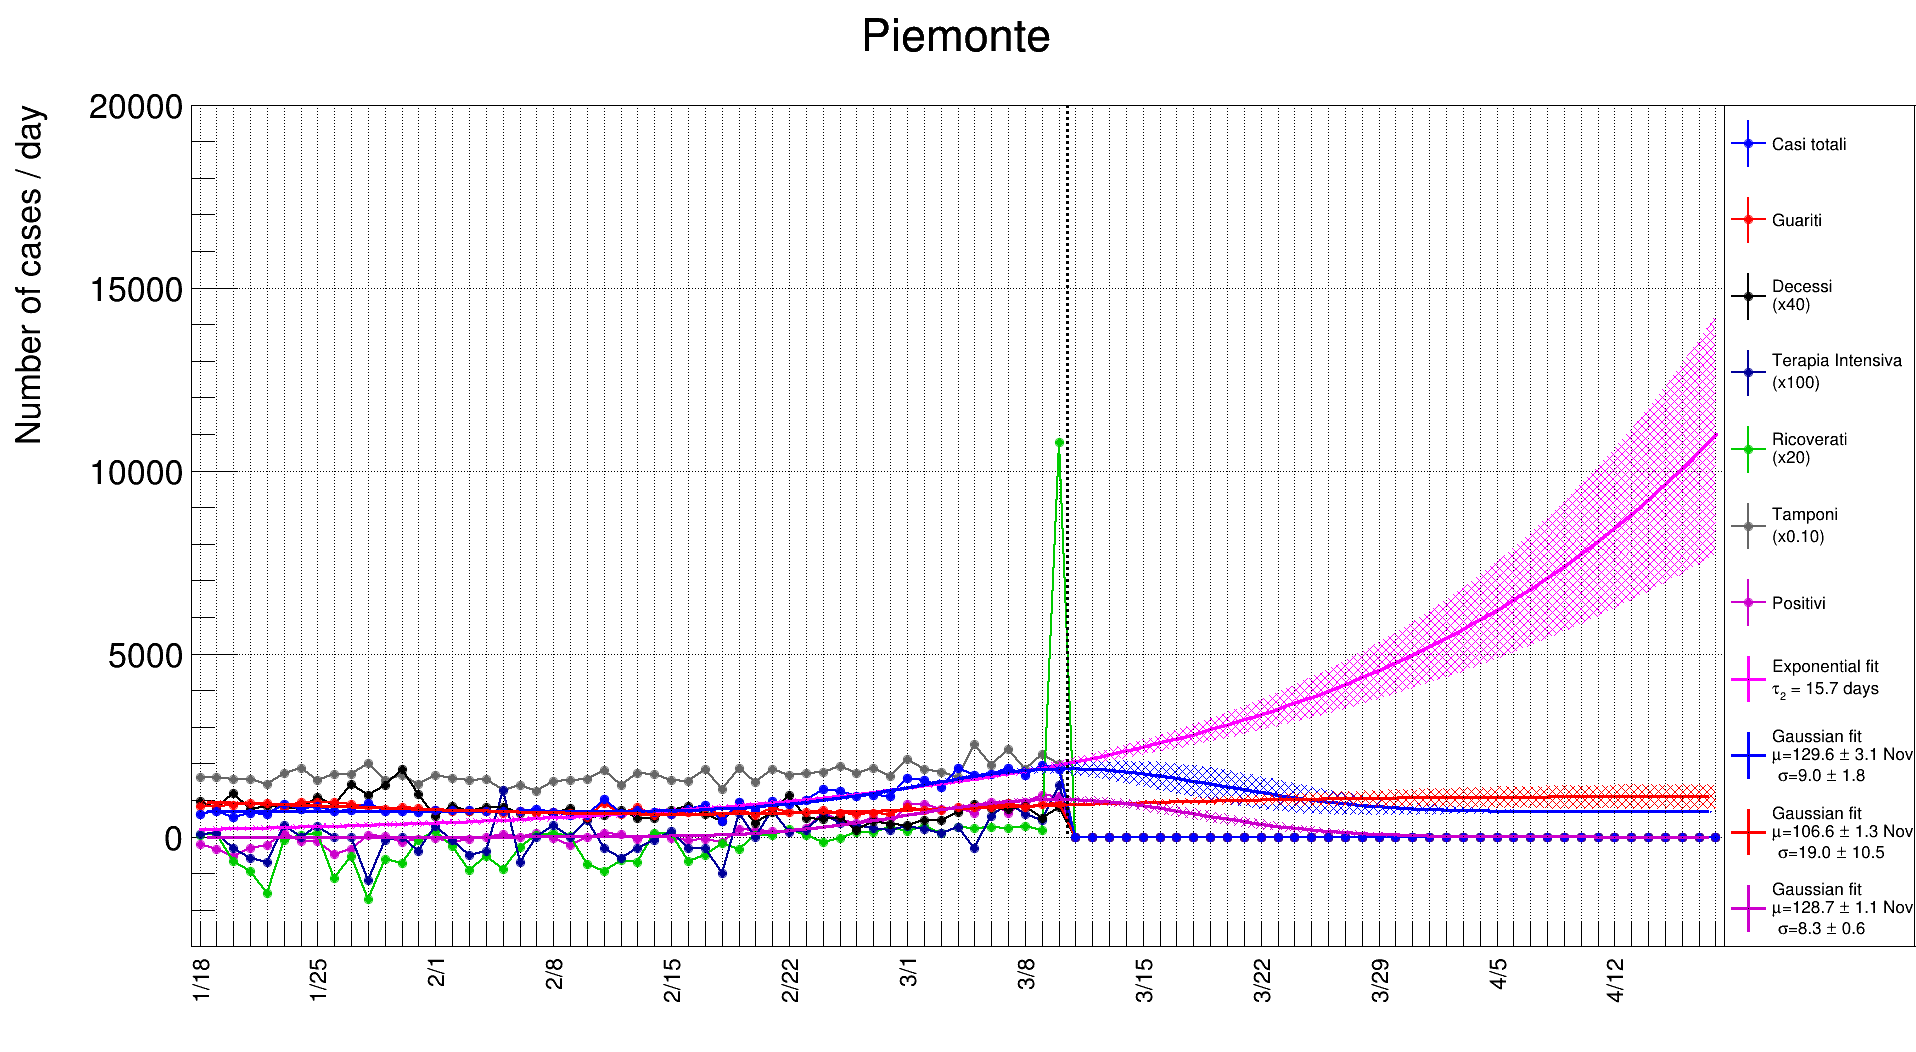 Piemonte
Number of cases / day
20000
15000
10000
5000
0
1/18
1/25
2/1
2/8
2/15
2/22
3/1
3/8
3/15
3/22
3/29
4/5
4/12
Casi totali
Guariti
Decessi
(x40)
Terapia Intensiva
(x100)
Ricoverati
(x20)
Tamponi
(x0.10)
Positivi
Exponential fit
τ2 = 15.7 days
Gaussian fit
μ=129.6 ± 3.1 Nov
σ=9.0 ± 1.8
Gaussian fit
μ=106.6 ± 1.3 Nov
σ=19.0 ± 10.5
Gaussian fit
μ=128.7 ± 1.1 Nov
σ=8.3 ± 0.6